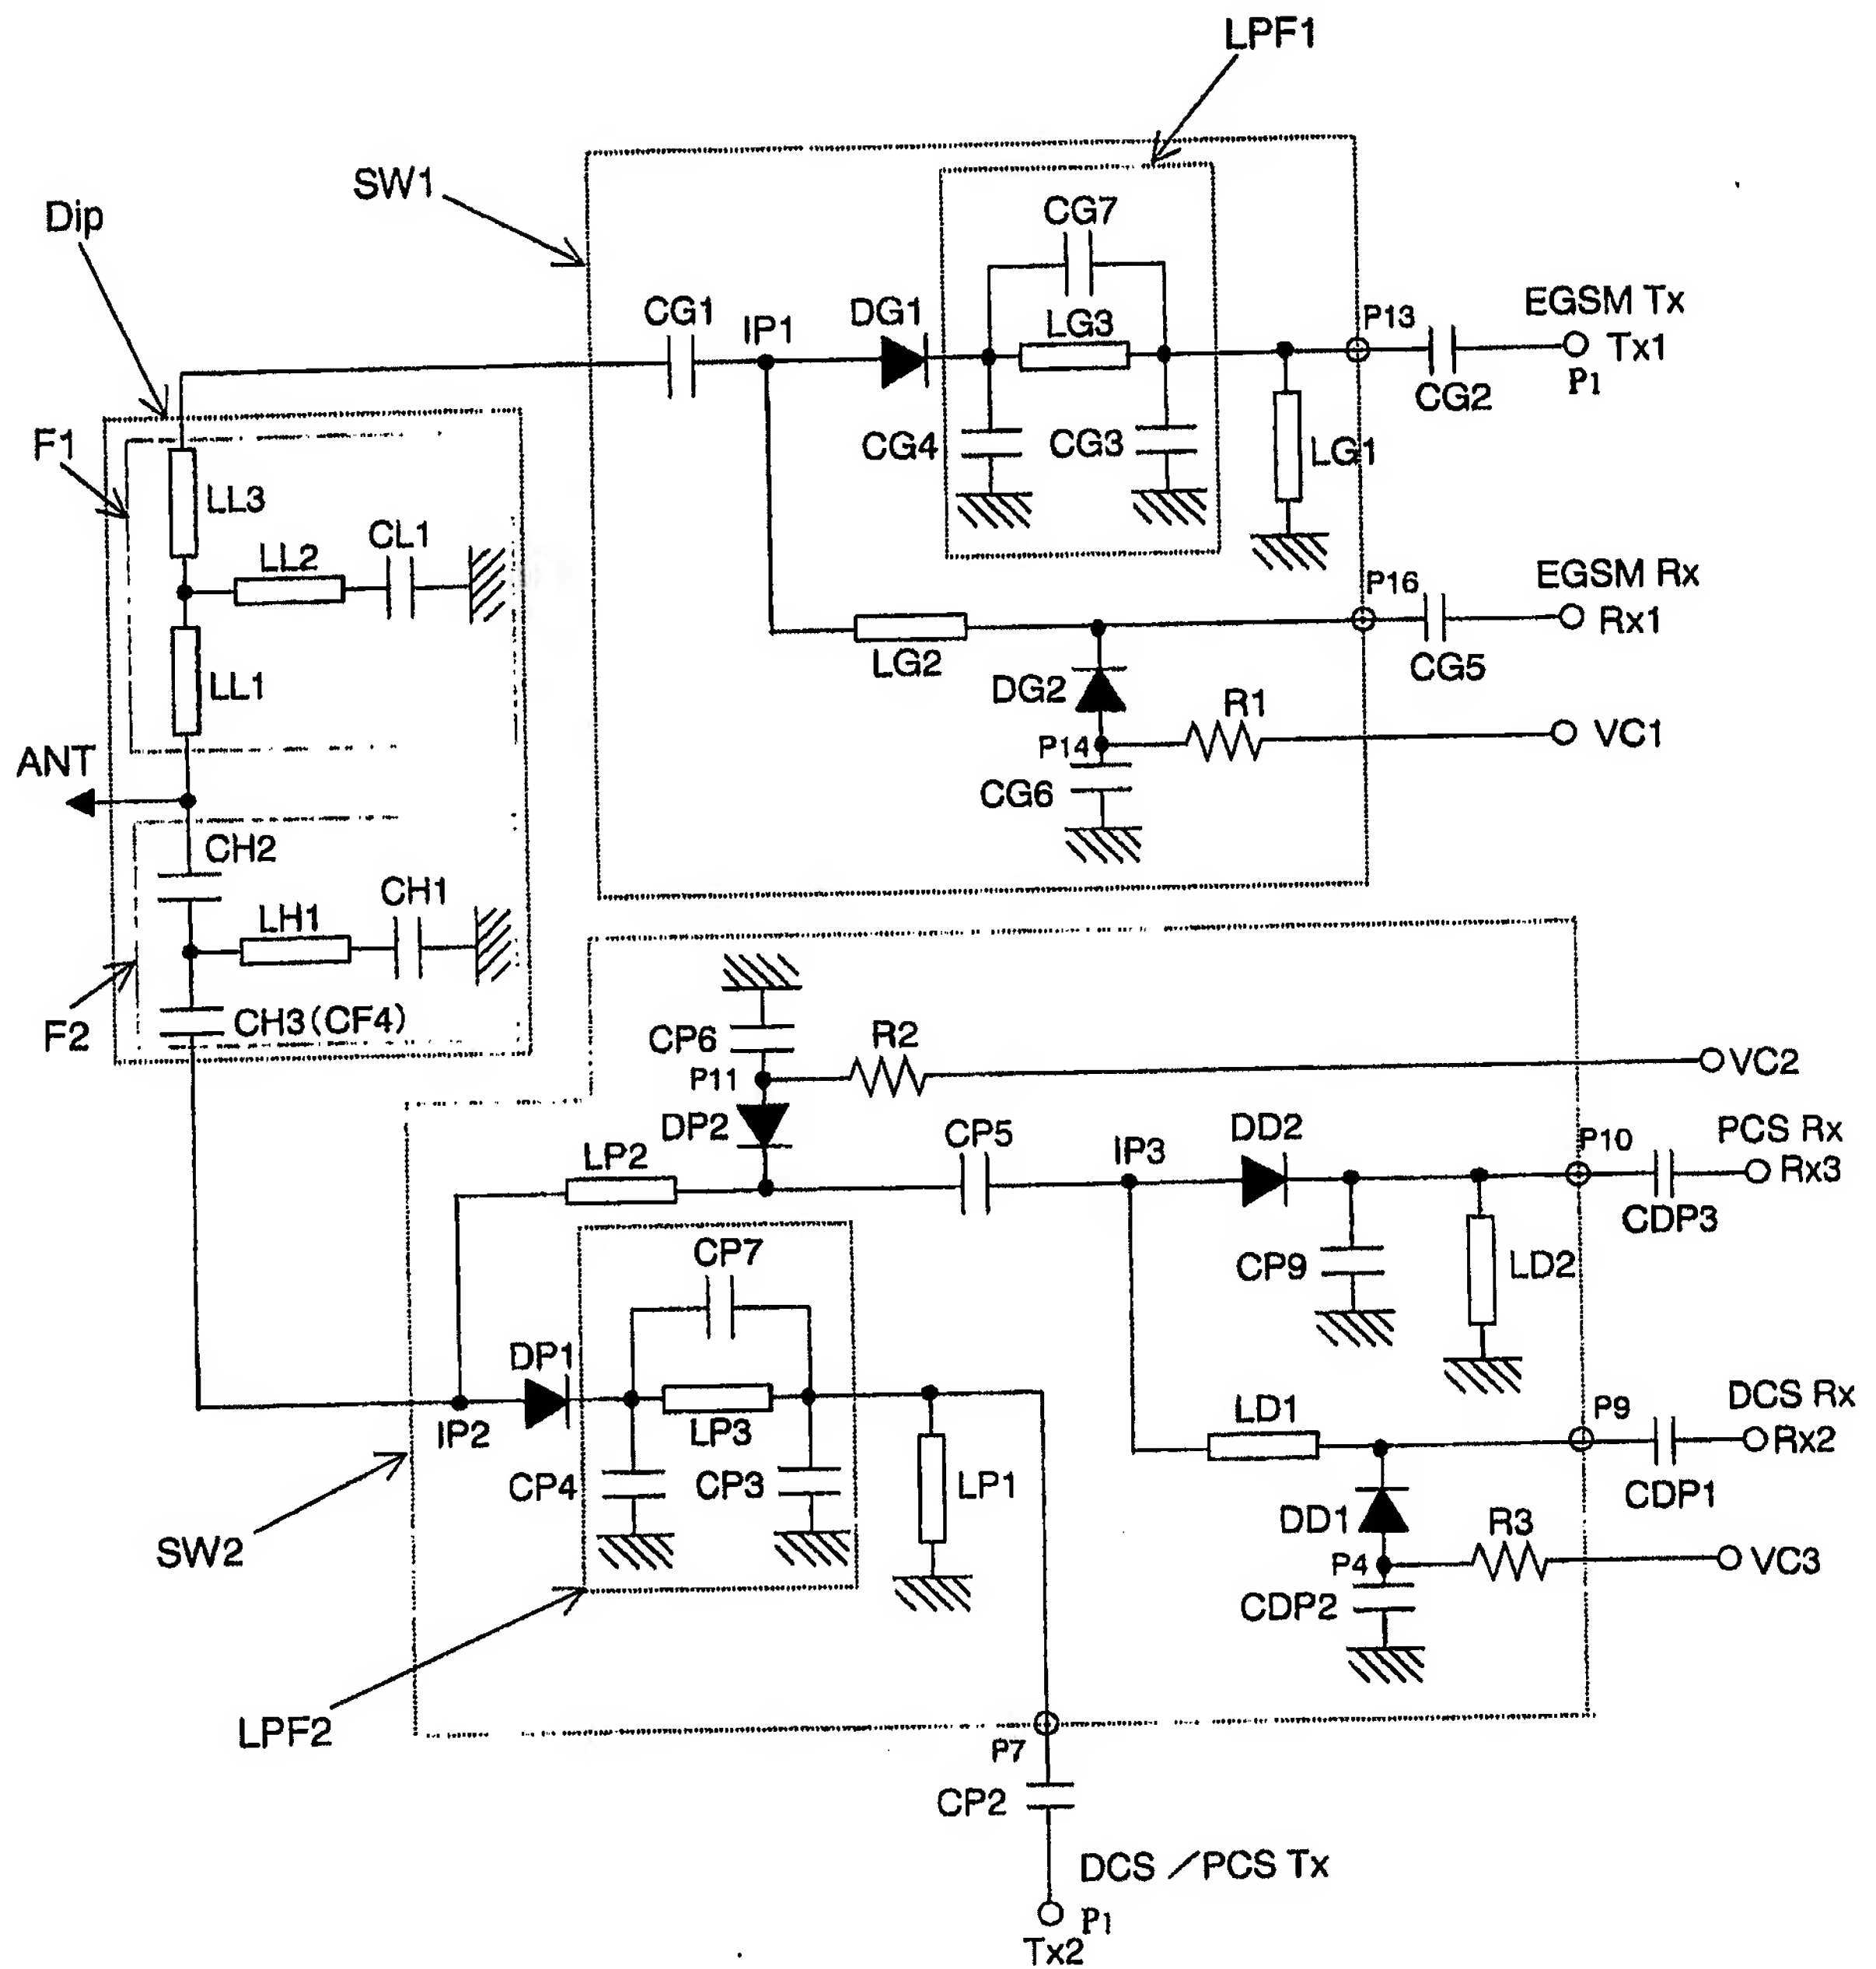 LPF1
SW1
Dip
CG7
CG1
IP1
DG1
LG3
P13
EGSM Tx
Tx1
P1
CG2
F1
CG4
CG3
LG1
LL3
LL2
CL1
P16
EGSM Rx
Rx1
LG2
CG5
LL1
DG2
R1
P14
VC1
ANT
CG6
CH2
LH1
CH1
F2
CH3(CF4)
CP6
R2
P11
VC2
DP2
CP5
IP3
DD2
P10
PCS Rx
Rx3
LP2
CDP3
CP7
CP9
LD2
DP1
LP3
IP2
LD1
P9
DCS Rx
Rx2
CP4
CP3
LP1
CDP1
DD1
R3
SW2
P4
VC3
CDP2
LPF2
P7
CP2
DCS /PCS Tx
P1
Tx2